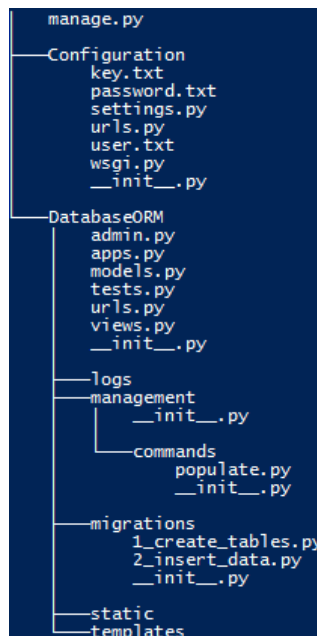 manage.py
Configuration
key.txt
password.txt
settings.py
urls.py
user.txt
wsgi.py
__init__.py
DatabaseORM
admin.py
apps.py
models.py
tests.py
urls.py
views.py
__init__.py
logs
management
__init__.py
commands
populate.py
__init__.py
migrations
1_create_tables.py
2_insert_data.py
__init__.py
static
templates